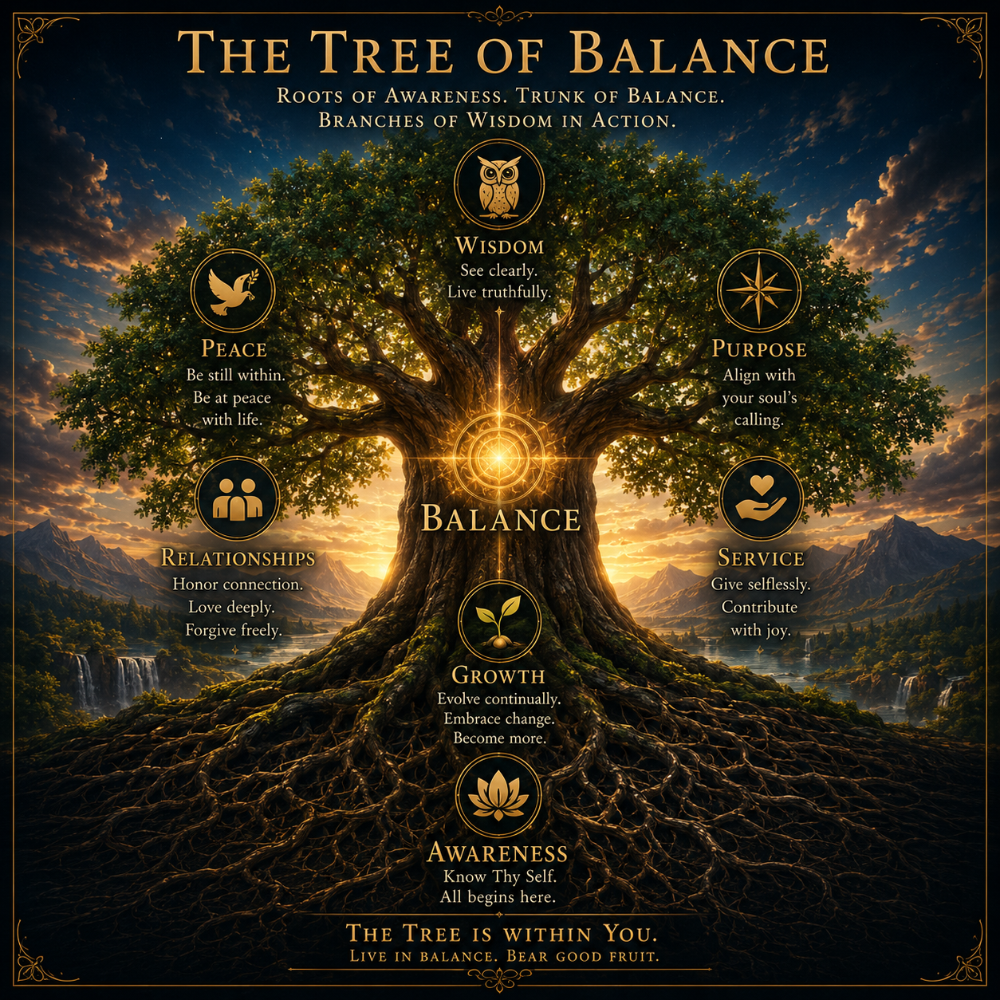 THE TREE OF BALANCE
ROOTS OF AWARENESS. TRUNK OF BALANCE.
BRANCHES OF WISDOM IN ACTION.
WISDOM
See clearly.
Live truthfully.
PEACE
Be still within.
Be at peace
with life.
PURPOSE
Align with
your soul's
calling.
BALANCE
RELATIONSHIPS
Honor connection.
Love deeply.
Forgive freely.
SERVICE
Give selflessly.
Contribute
with joy.
GROWTH
Evolve continually.
Embrace change.
Become more.
AWARENESS
Know Thy Self.
All begins here.
THE TREE IS WITHIN YOU.
LIVE IN BALANCE. BEAR GOOD FRUIT.